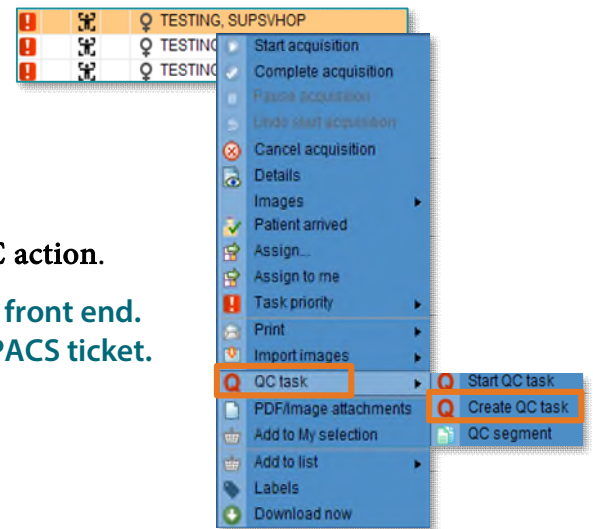 TESTING, SUPSVHOP
TESTING
TESTING
Start acquisition
Complete acquisition
Pause acquisition
Undo start acquisition
Cancel acquisition
Details
Images
Patient arrived
Assign...
Assign to me
Task priority
Print
Import images
QC task
Start QC task
PDF/Image attachments
Create QC task
Add to My selection
QC segment
Add to list
Labels
Download now
C action.
front end.
PACS ticket.